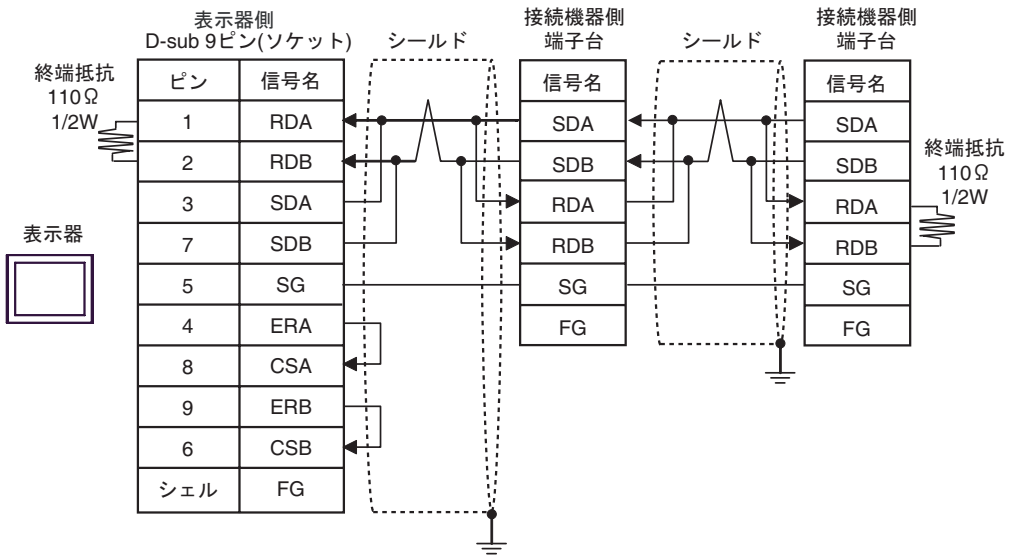 表示器側
D-sub 9ピン(ソケット)
シールド
接続機器側
端子台
シールド
接続機器側
端子台
終端抵抗
110Ω
1/2W
ピン 信号名
1 RDA
2 RDB
3 SDA
7 SDB
5 SG
4 ERA
8 CSA
9 ERB
6 CSB
シェル FG
表示器
信号名
SDA
SDB
RDA
RDB
SG
FG
信号名
SDA
SDB
RDA
RDB
SG
FG
終端抵抗
110Ω
1/2W